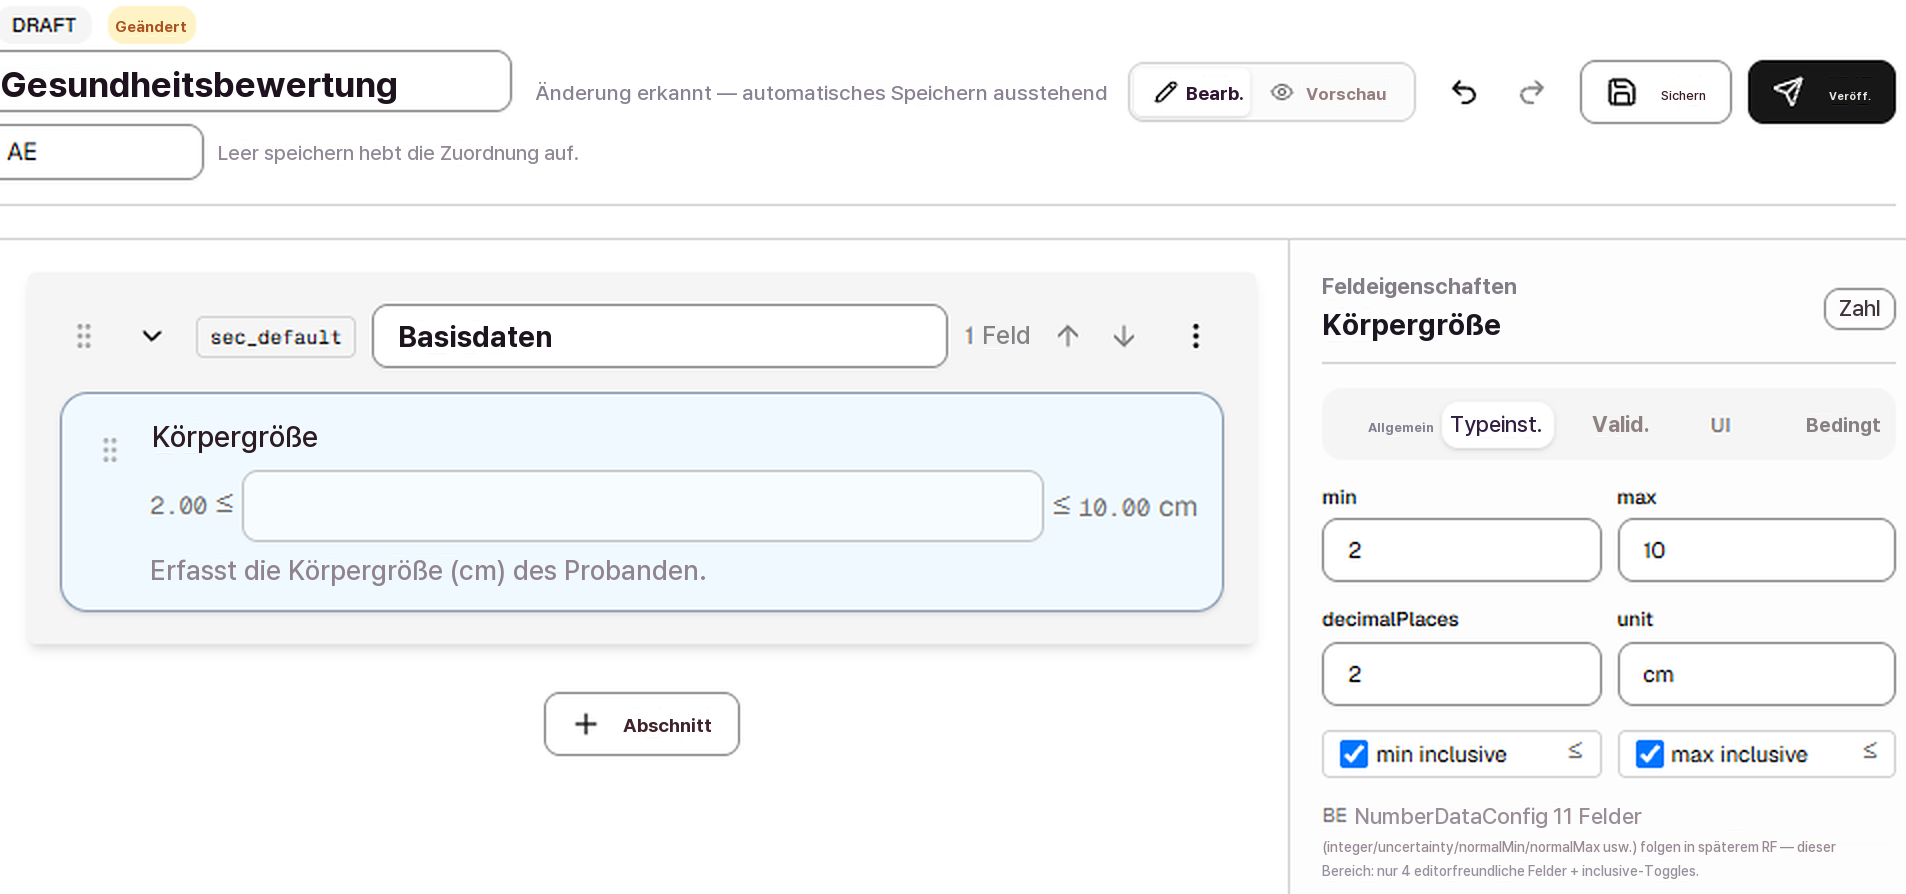 DRAFT Geändert
Gesundheitsbewertung Änderung erkannt — automatisches Speichern ausstehend Bearb. Vorschau Sichern Veröff.
AE Leer speichern hebt die Zuordnung auf.
sec_default Basisdaten 1 Feld
Körpergröße
2.00 ≤ ≤ 10.00 cm
Erfasst die Körpergröße (cm) des Probanden.
Abschnitt
Feldeigenschaften
Körpergröße Zahl
Allgemein Typeinst. Valid. UI Bedingt
min max
2 10
decimalPlaces unit
2 cm
min inclusive ≤ max inclusive ≤
BE NumberDataConfig 11 Felder
(integer/uncertainty/normalMin/normalMax usw.) folgen in späterem RF — dieser
Bereich: nur 4 editorfreundliche Felder + inclusive-Toggles.